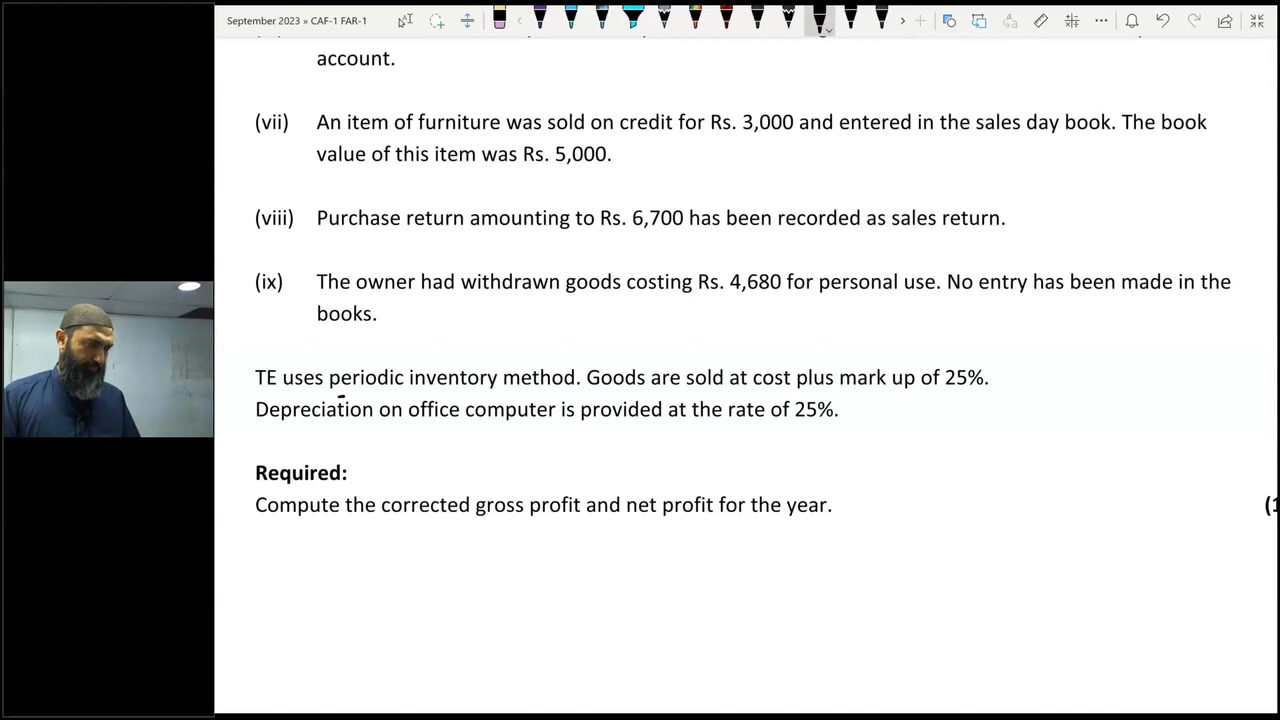 September 2023 » CAF-1 FAR-1
account.
(vii) An item of furniture was sold on credit for Rs. 3,000 and entered in the sales day book. The book
value of this item was Rs. 5,000.
(viii) Purchase return amounting to Rs. 6,700 has been recorded as sales return.
(ix) The owner had withdrawn goods costing Rs. 4,680 for personal use. No entry has been made in the
books.
TE uses periodic inventory method. Goods are sold at cost plus mark up of 25%.
Depreciation on office computer is provided at the rate of 25%.
Required:
Compute the corrected gross profit and net profit for the year.